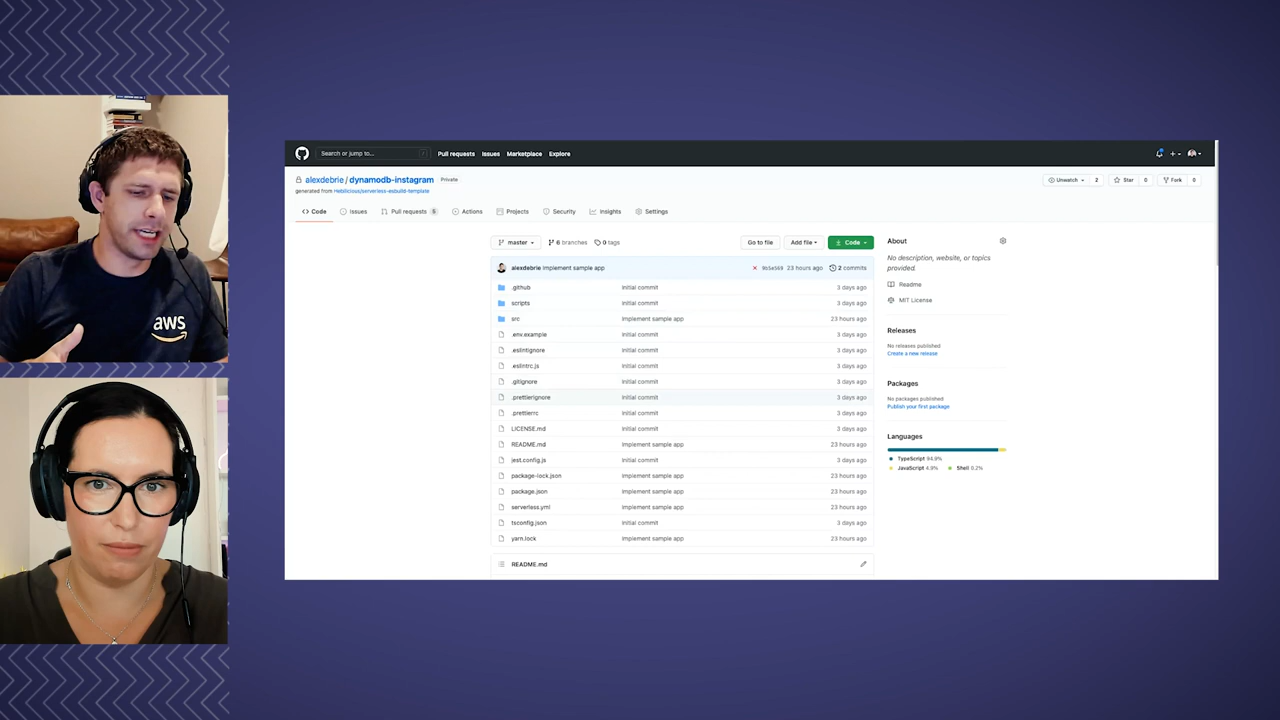 aws
Search or jump to...
/
Pull requests
Issues
Marketplace
Explore
alexdebrie / dynamodb-instagram
Private
generated from Hebilicious/serverless-esbuild-template
Unwatch
2
Star
0
Fork
0
Code
Issues
Pull requests
5
Actions
Projects
Security
Insights
Settings
master
6 branches
0 tags
Go to file
Add file
Code
alexdebrie Implement sample app
23 hours ago
2 commits
.github
Initial commit
3 days ago
scripts
Initial commit
3 days ago
src
Implement sample app
23 hours ago
.env.example
Initial commit
3 days ago
.eslintignore
Initial commit
3 days ago
.eslintrc.js
Initial commit
3 days ago
.gitignore
Initial commit
3 days ago
.prettierignore
Initial commit
3 days ago
.prettierrc
Initial commit
3 days ago
LICENSE.md
Initial commit
3 days ago
README.md
Implement sample app
23 hours ago
jest.config.js
Initial commit
3 days ago
package-lock.json
Implement sample app
23 hours ago
package.json
Implement sample app
23 hours ago
serverless.yml
Implement sample app
23 hours ago
tsconfig.json
Initial commit
3 days ago
yarn.lock
Implement sample app
23 hours ago
README.md
About
No description, website, or topics
provided.
Readme
MIT License
Releases
No releases published
Create a new release
Packages
No packages published
Publish your first package
Languages
TypeScript 94.9%
JavaScript 4.9%
Shell 0.2%